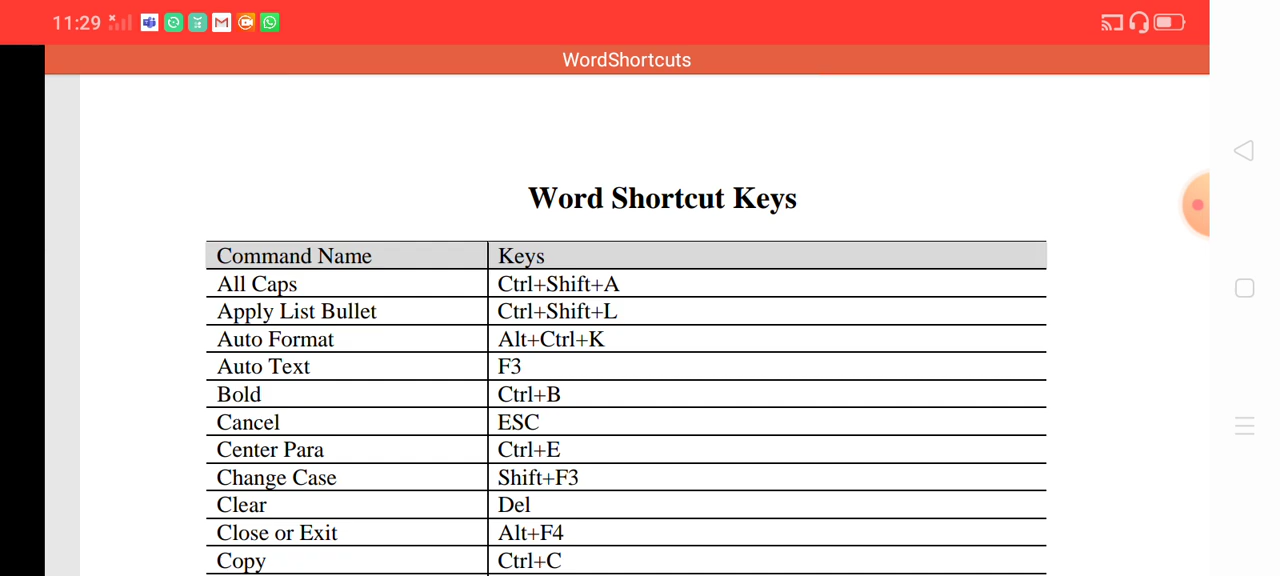 11:29
WordShortcuts
Word Shortcut Keys
Command Name Keys
All Caps Ctrl+Shift+A
Apply List Bullet Ctrl+Shift+L
Auto Format Alt+Ctrl+K
Auto Text F3
Bold Ctrl+B
Cancel ESC
Center Para Ctrl+E
Change Case Shift+F3
Clear Del
Close or Exit Alt+F4
Copy Ctrl+C